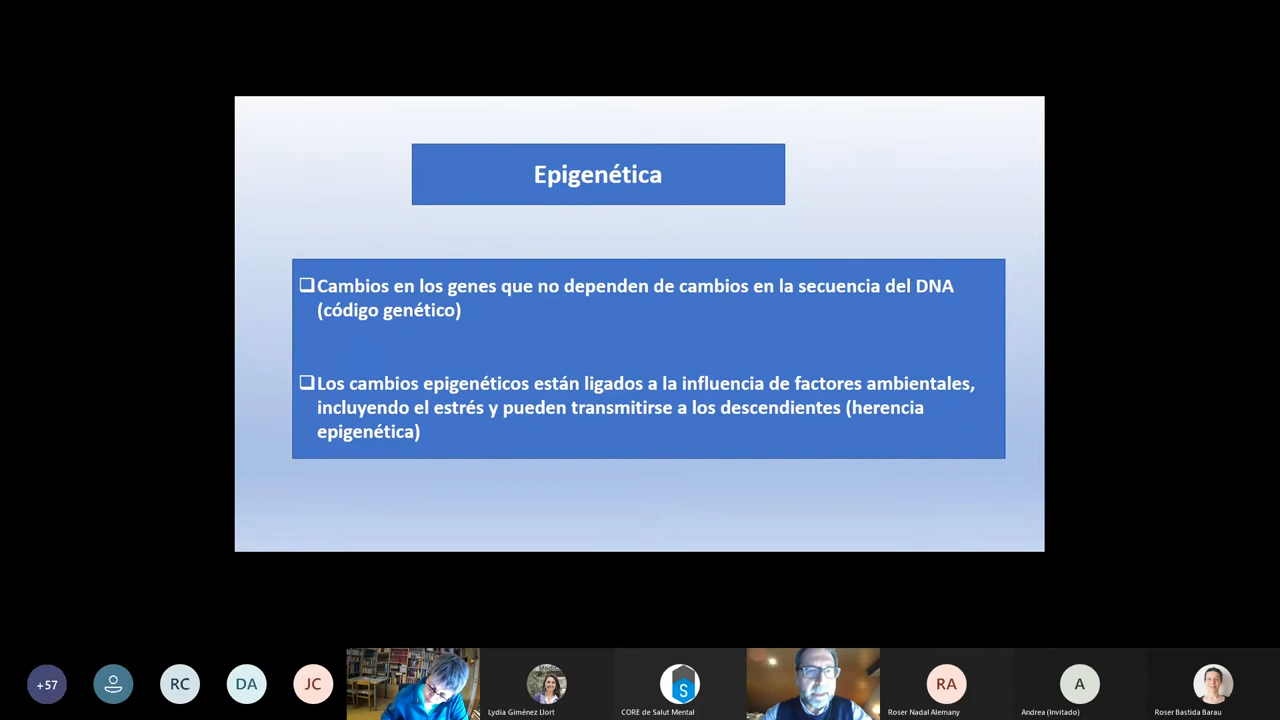 Epigenética
❑Cambios en los genes que no dependen de cambios en la secuencia del DNA
(código genético)
❑Los cambios epigenéticos están ligados a la influencia de factores ambientales,
incluyendo el estrés y pueden transmitirse a los descendientes (herencia
epigenética)
+57
RC
DA
JC
S
RA
A
Lydia Giménez Llort
CORE de Salut Mental
Roser Nadal Alemany
Andrea (Invitado)
Roser Bastida Barau